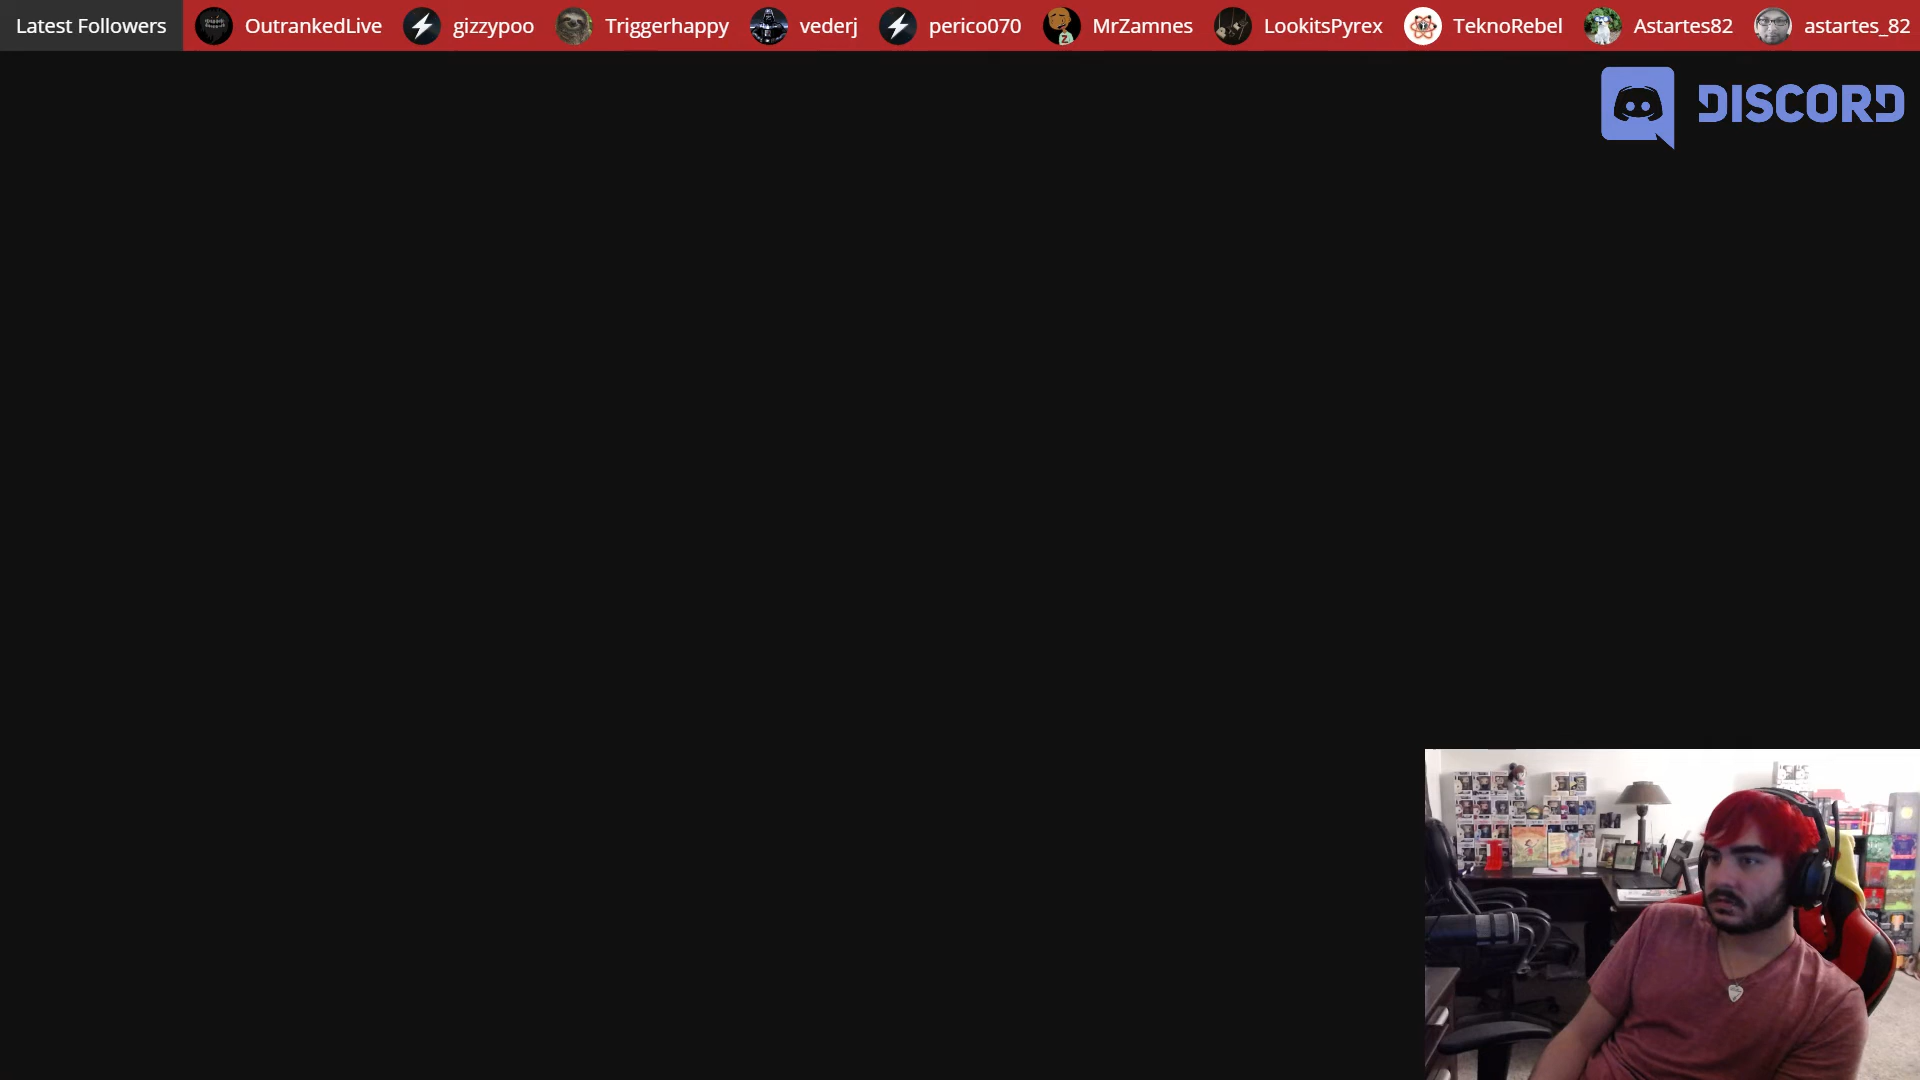 Latest Followers OutrankedLive gizzypoo Triggerhappy vederj perico070 MrZamnes LookitsPyrex TeknoRebel Astartes82 astartes_82
DISCORD